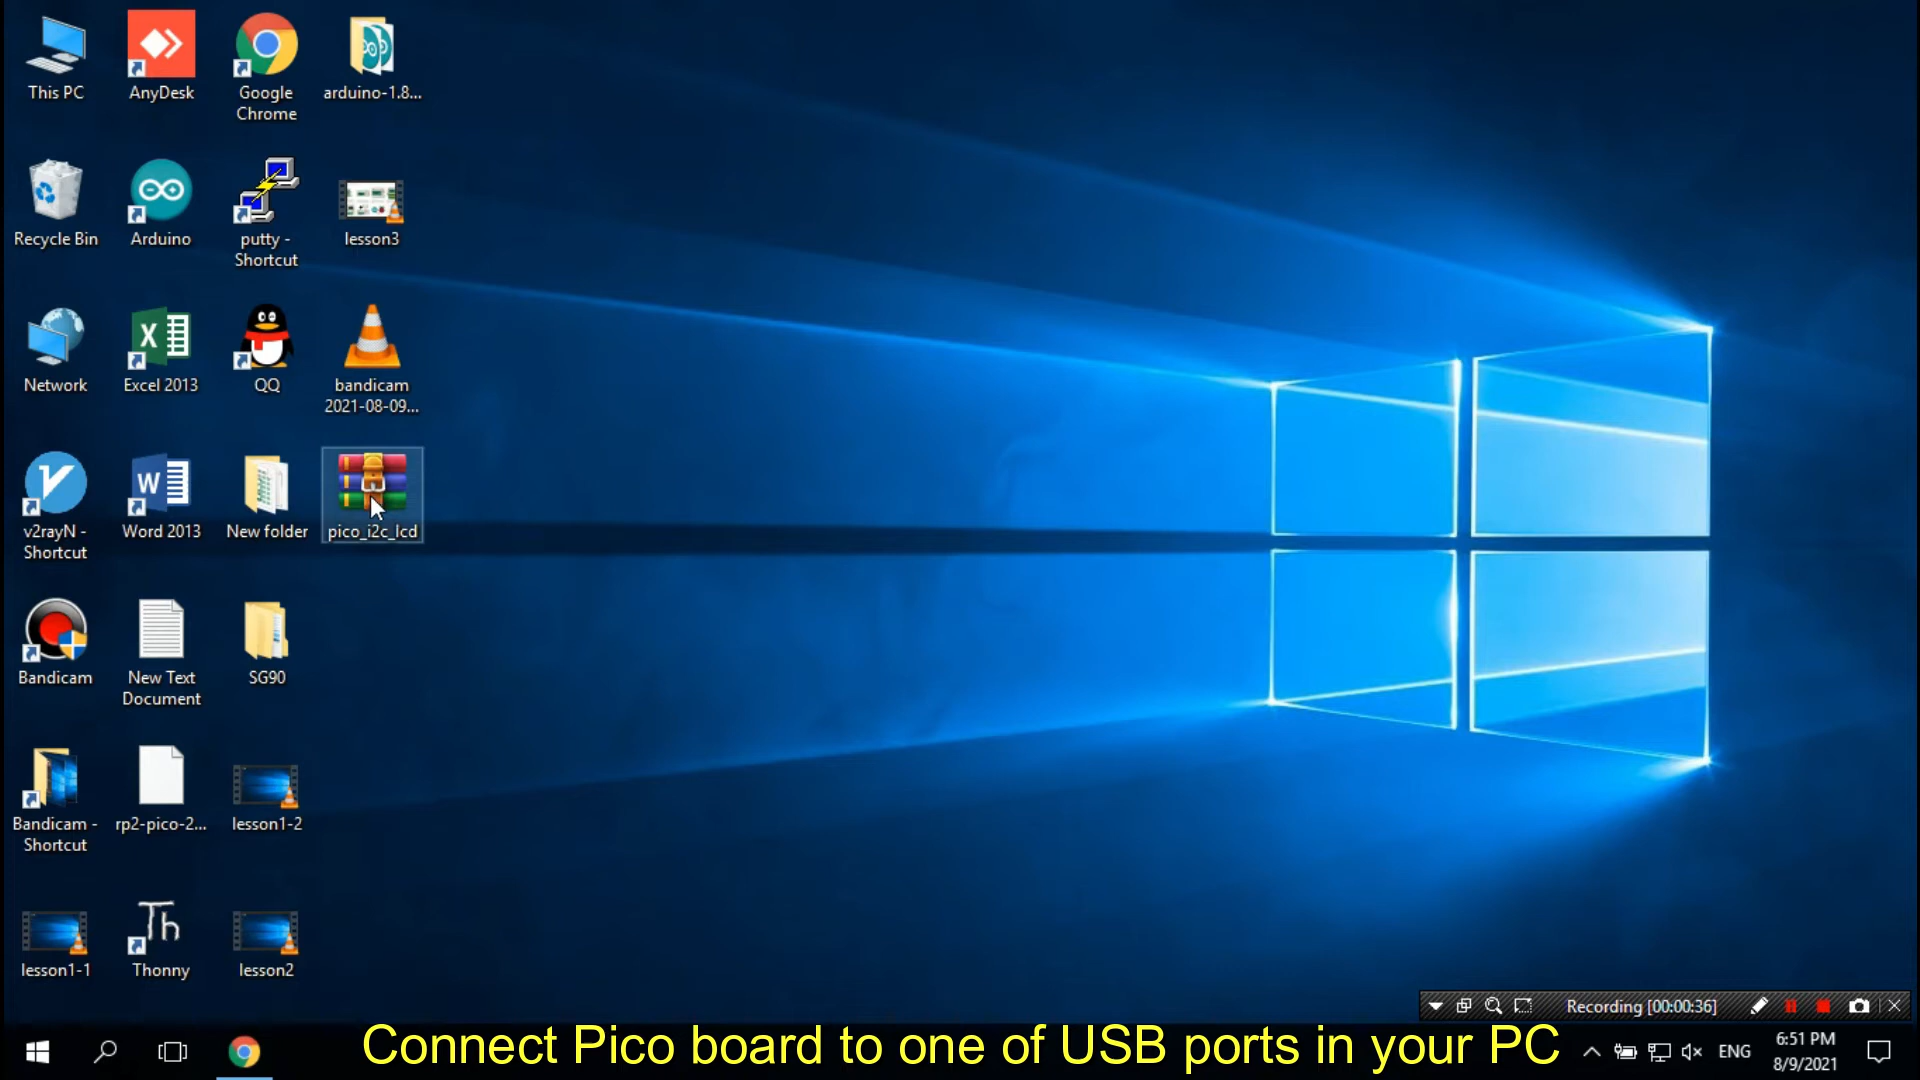 This PC
AnyDesk
Google
Chrome
arduino-1.8...
Recycle Bin
Arduino
putty -
Shortcut
lesson3
Network
Excel 2013
QQ
bandicam
2021-08-09...
v2rayN -
Shortcut
Word 2013
New folder
pico_i2c_lcd
Bandicam
New Text
Document
SG90
Bandicam -
Shortcut
rp2-pico-2...
lesson1-2
lesson1-1
Th
Thonny
lesson2
Recording [00:00:36]
Connect Pico board to one of USB ports in your PC
ENG
6:51 PM
8/9/2021